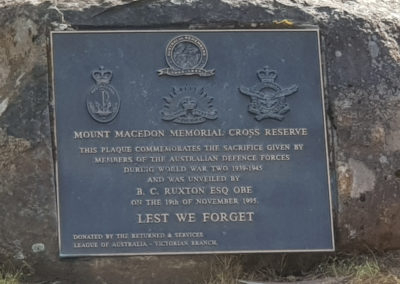 MOUNT MACEDON MEMORIAL CROSS RESERVE
THIS PLAQUE COMMEMORATES THE SACRIFICE GIVEN BY
MEMBERS OF THE AUSTRALIAN DEFENCE FORCES
DURING WORLD WAR TWO 1939-1945
AND WAS UNVEILED BY
B. C. RUXTON ESQ OBE
ON THE 19th OF NOVEMBER 1995.
LEST WE FORGET
DONATED BY THE RETURNED & SERVICES
LEAGUE OF AUSTRALIA - VICTORIAN BRANCH